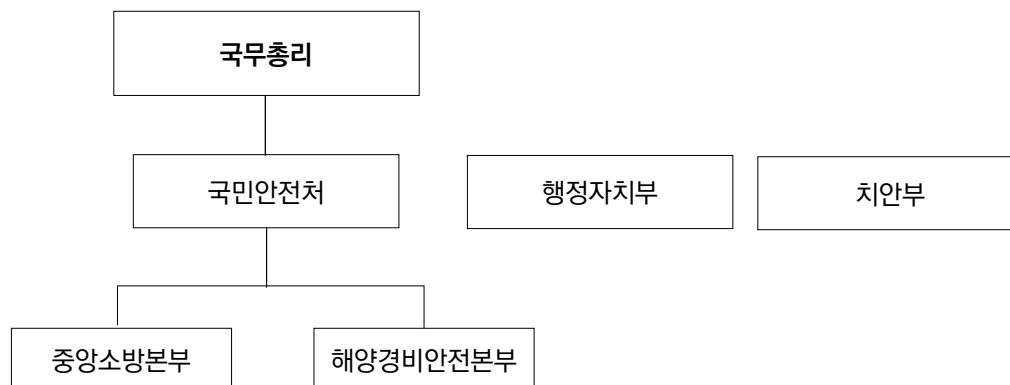 국무총리
국민안전처
행정자치부
치안부
중앙소방본부
해양경비안전본부